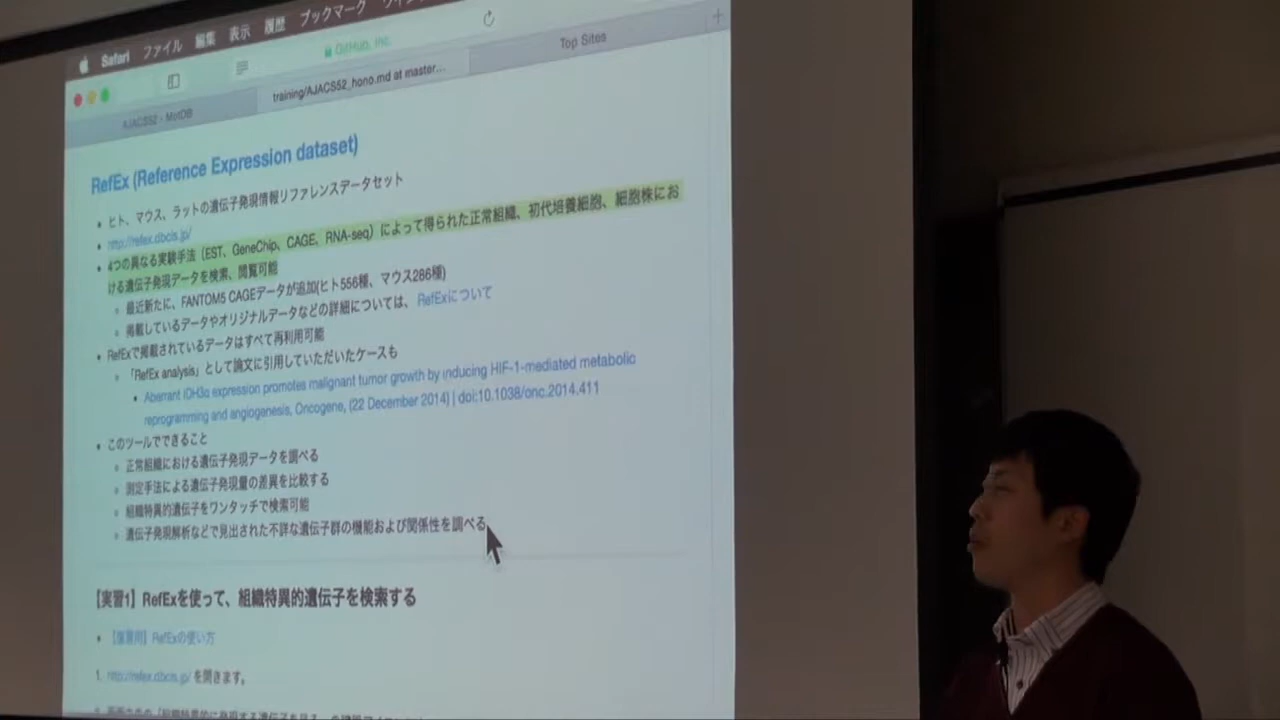 Safari ファイル 編集 表示 履歴 ブックマーク
GitHub, Inc.
AJACS52 - MotDB
training/AJACS52_hono.md at master...
Top Sites
RefEx (Reference Expression dataset)
ヒト、マウス、ラットの遺伝子発現情報リファレンスデータセット
http://refex.dbcls.jp/
4つの異なる実験手法（EST、GeneChip、CAGE、RNA-seq）によって得られた正常組織、初代培養細胞、細胞株にお
ける遺伝子発現データを検索、閲覧可能
最近新たに、FANTOM5 CAGEデータが追加(ヒト556種、マウス286種)
掲載しているデータやオリジナルデータなどの詳細については、 RefExについて
RefExで掲載されているデータはすべて再利用可能
「RefEx analysis」として論文に引用していただいたケースも
Aberrant IDH3α expression promotes malignant tumor growth by inducing HIF-1-mediated metabolic
reprogramming and angiogenesis, Oncogene, (22 December 2014) | doi:10.1038/onc.2014.411
このツールでできること
正常組織における遺伝子発現データを調べる
測定手法による遺伝子発現量の差異を比較する
組織特異的遺伝子をワンタッチで検索可能
遺伝子発現解析などで見出された不詳な遺伝子群の機能および関係性を調べる
【実習1】RefExを使って、組織特異的遺伝子を検索する
【復習用】RefExの使い方
1. http://refex.dbcls.jp/ を開きます。